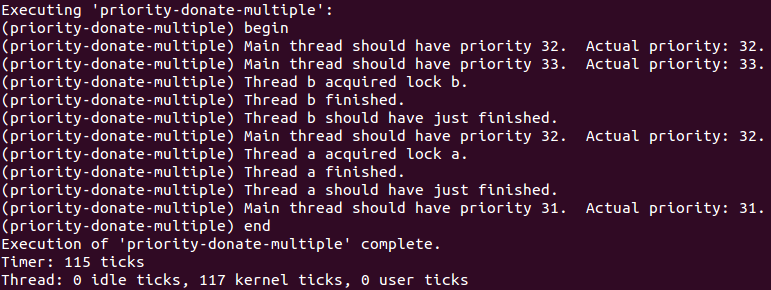 Executing 'priority-donate-multiple':
(priority-donate-multiple) begin
(priority-donate-multiple) Main thread should have priority 32.  Actual priority: 32.
(priority-donate-multiple) Main thread should have priority 33.  Actual priority: 33.
(priority-donate-multiple) Thread b acquired lock b.
(priority-donate-multiple) Thread b finished.
(priority-donate-multiple) Thread b should have just finished.
(priority-donate-multiple) Main thread should have priority 32.  Actual priority: 32.
(priority-donate-multiple) Thread a acquired lock a.
(priority-donate-multiple) Thread a finished.
(priority-donate-multiple) Thread a should have just finished.
(priority-donate-multiple) Main thread should have priority 31.  Actual priority: 31.
(priority-donate-multiple) end
Execution of 'priority-donate-multiple' complete.
Timer: 115 ticks
Thread: 0 idle ticks, 117 kernel ticks, 0 user ticks